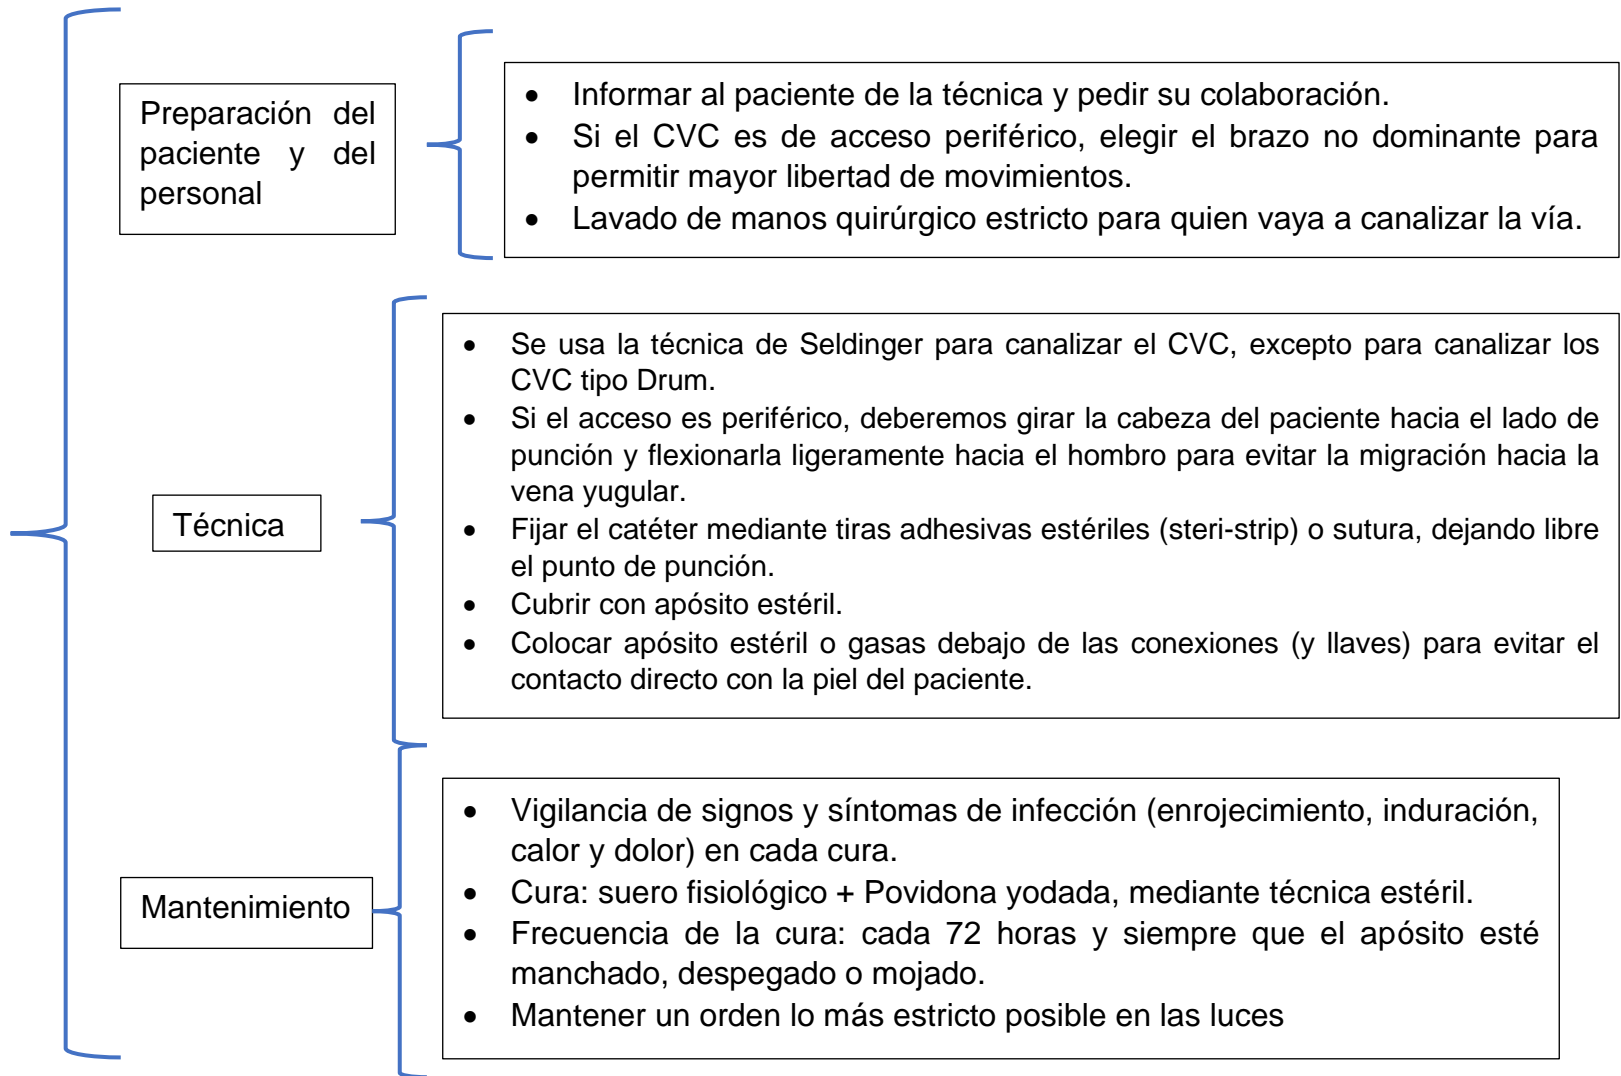 Preparación del
paciente y del
personal
• Informar al paciente de la técnica y pedir su colaboración.
• Si el CVC es de acceso periférico, elegir el brazo no dominante para
permitir mayor libertad de movimientos.
• Lavado de manos quirúrgico estricto para quien vaya a canalizar la vía.
Técnica
• Se usa la técnica de Seldinger para canalizar el CVC, excepto para canalizar los
CVC tipo Drum.
• Si el acceso es periférico, deberemos girar la cabeza del paciente hacia el lado de
punción y flexionarla ligeramente hacia el hombro para evitar la migración hacia la
vena yugular.
• Fijar el catéter mediante tiras adhesivas estériles (steri-strip) o sutura, dejando libre
el punto de punción.
• Cubrir con apósito estéril.
• Colocar apósito estéril o gasas debajo de las conexiones (y llaves) para evitar el
contacto directo con la piel del paciente.
Mantenimiento
• Vigilancia de signos y síntomas de infección (enrojecimiento, induración,
calor y dolor) en cada cura.
• Cura: suero fisiológico + Povidona yodada, mediante técnica estéril.
• Frecuencia de la cura: cada 72 horas y siempre que el apósito esté
manchado, despegado o mojado.
• Mantener un orden lo más estricto posible en las luces